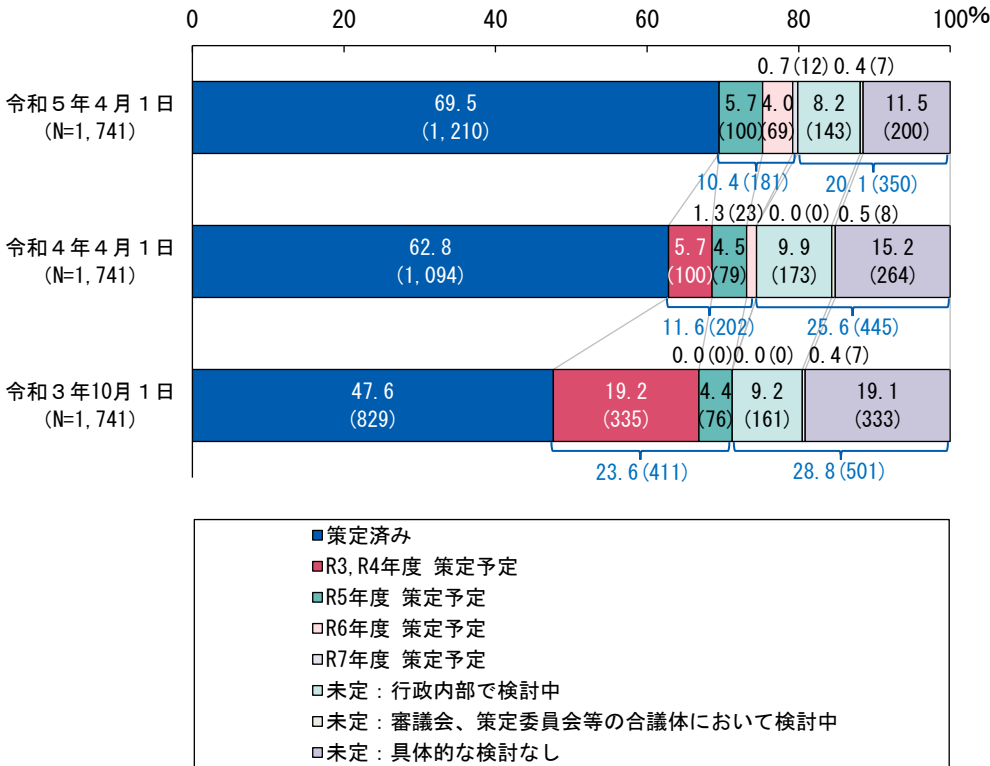 0 20 40 60 80 100%
0.7(12) 0.4(7)
令和5年4月1日
(N=1,741)
69.5
(1,210)
5.7
(100)
4.0
(69)
8.2
(143)
11.5
(200)
10.4(181) 20.1(350)
1.3(23) 0.0(0) 0.5(8)
令和4年4月1日
(N=1,741)
62.8
(1,094)
5.7
(100)
4.5
(79)
9.9
(173)
15.2
(264)
11.6(202) 25.6(445)
0.0(0) 0.0(0) 0.4(7)
令和3年10月1日
(N=1,741)
47.6
(829)
19.2
(335)
4.4
(76)
9.2
(161)
19.1
(333)
23.6(411) 28.8(501)
策定済み
R3,R4年度 策定予定
R5年度 策定予定
R6年度 策定予定
R7年度 策定予定
未定：行政内部で検討中
未定：審議会、策定委員会等の合議体において検討中
未定：具体的な検討なし